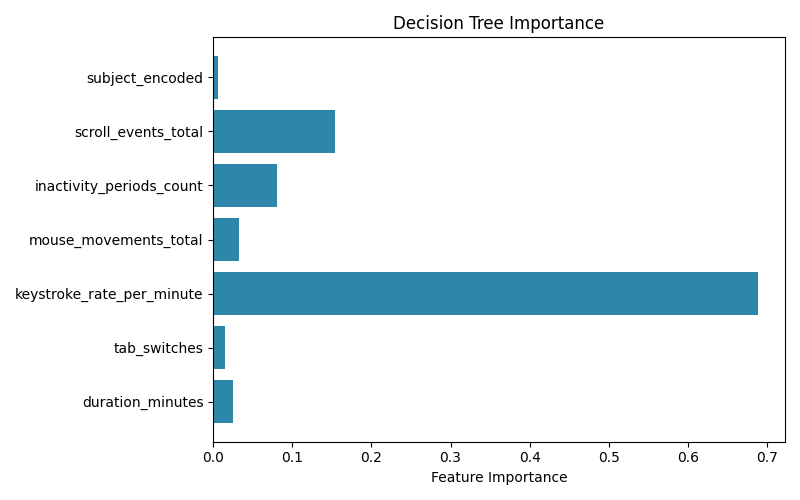 Decision Tree Importance
subject_encoded
scroll_events_total
inactivity_periods_count
mouse_movements_total
keystroke_rate_per_minute
tab_switches
duration_minutes
0.0 0.1 0.2 0.3 0.4 0.5 0.6 0.7
Feature Importance